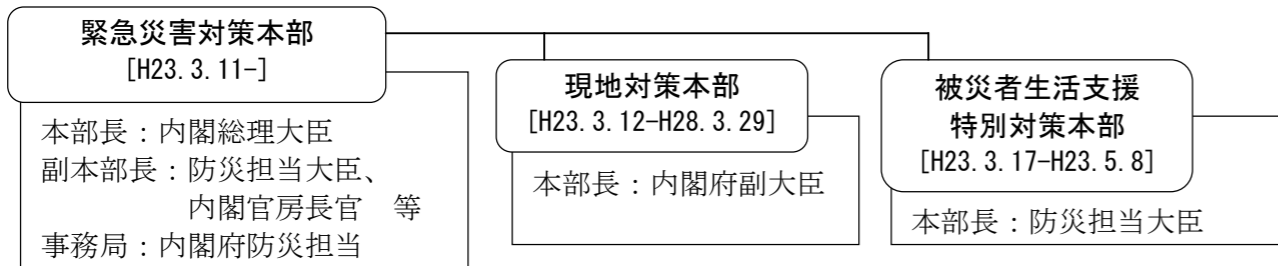 緊急災害対策本部
[H23.3.11-]
本部長：内閣総理大臣
副本部長：防災担当大臣、
内閣官房長官　等
事務局：内閣府防災担当
現地対策本部
[H23.3.12-H28.3.29]
本部長：内閣府副大臣
被災者生活支援
特別対策本部
[H23.3.17-H23.5.8]
本部長：防災担当大臣